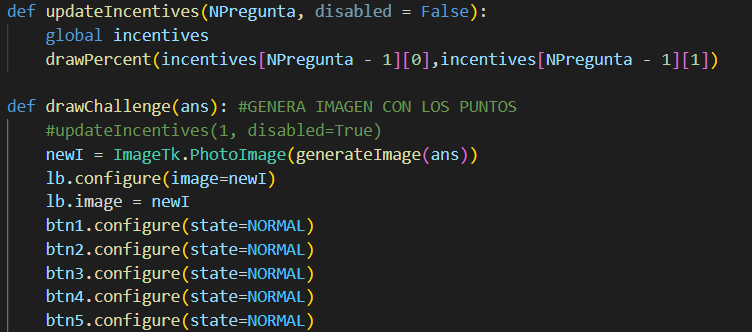 def updateIncentives(NPregunta, disabled = False):
    global incentives
    drawPercent(incentives[NPregunta - 1][0],incentives[NPregunta - 1][1])

def drawChallenge(ans): #GENERA IMAGEN CON LOS PUNTOS
    #updateIncentives(1, disabled=True)
    newI = ImageTk.PhotoImage(generateImage(ans))
    lb.configure(image=newI)
    lb.image = newI
    btn1.configure(state=NORMAL)
    btn2.configure(state=NORMAL)
    btn3.configure(state=NORMAL)
    btn4.configure(state=NORMAL)
    btn5.configure(state=NORMAL)